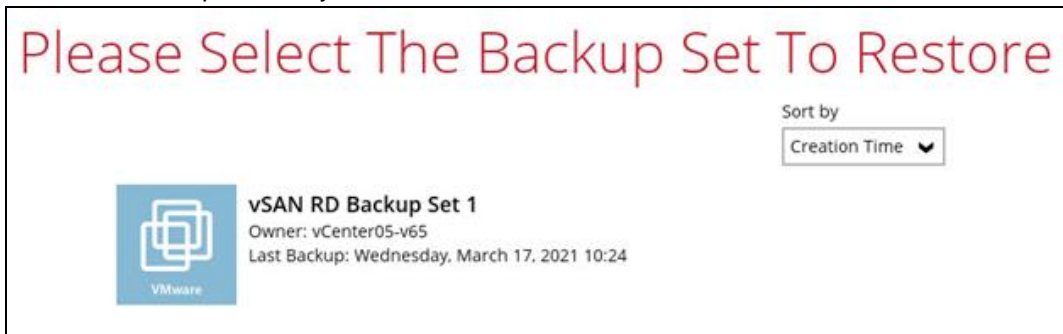 Please Select The Backup Set To Restore
Sort by
Creation Time
vSAN RD Backup Set 1
Owner: vCenter05-v65
Last Backup: Wednesday, March 17, 2021 10:24
VMware